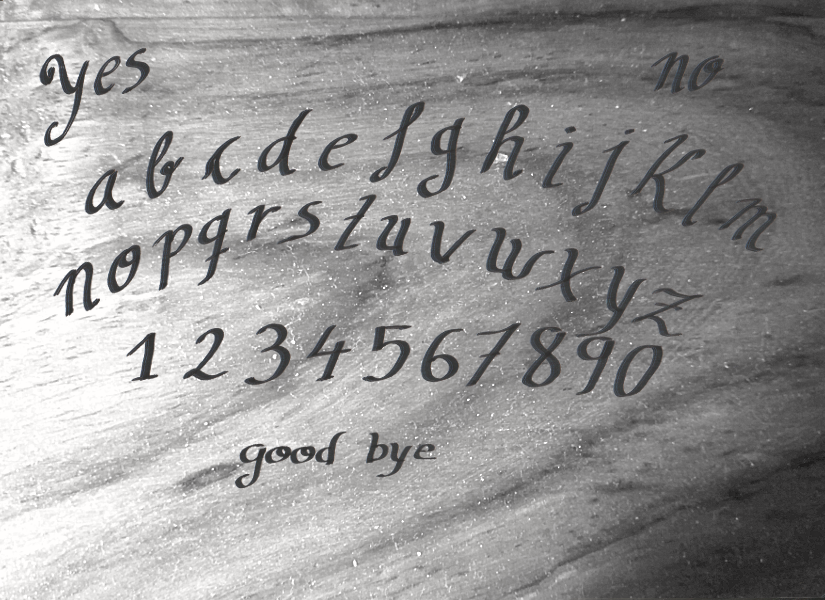 yes no
a b c d e f g h i j k l m
n o p q r s t u v w x y z
1 2 3 4 5 6 7 8 9 0
good bye